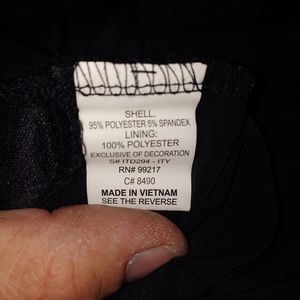 SHELL:
95% POLYESTER 5% SPANDEX
LINING:
100% POLYESTER
EXCLUSIVE OF DECORATION
S# ITD294 - ITY
RN# 99217
C# 8490
MADE IN VIETNAM
SEE THE REVERSE